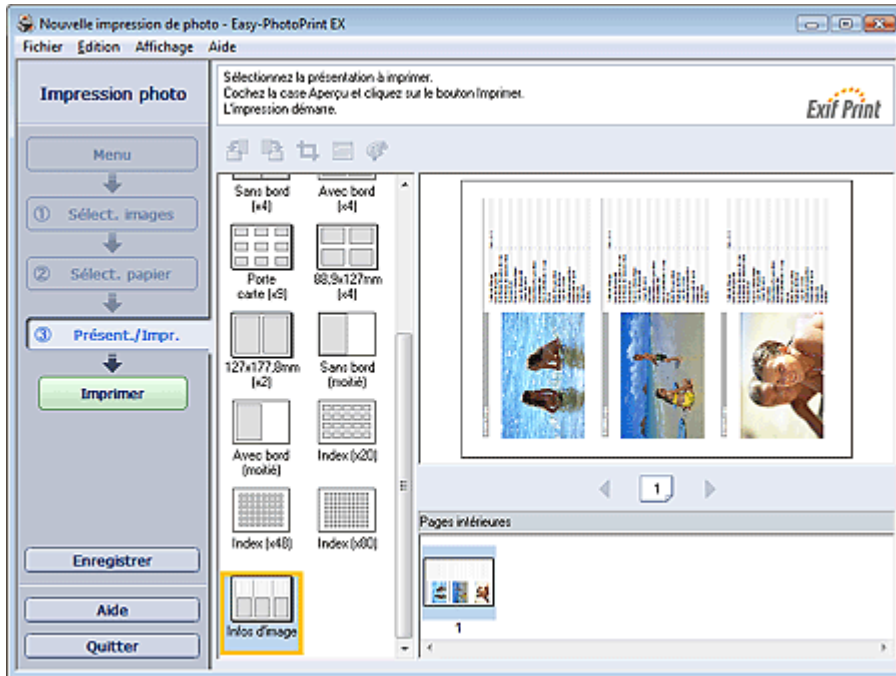 Nouvelle impression de photo - Easy-PhotoPrint EX
Fichier Édition Affichage Aide
Impression photo
Sélectionnez la présentation à imprimer.
Cochez la case Aperçu et cliquez sur le bouton Imprimer.
L'impression démarre.
Exif Print
Menu
① Sélect. images
② Sélect. papier
③ Présent./Impr.
Imprimer
Enregistrer
Aide
Quitter
Sans bord (x4)
Avec bord (x4)
Porte carte (x9)
88,9x127mm (x4)
127x177,8mm (x2)
Sans bord (moitié)
Avec bord (moitié)
Index (x20)
Index (x48)
Index (x80)
Infos d'image
1
Pages intérieures
1